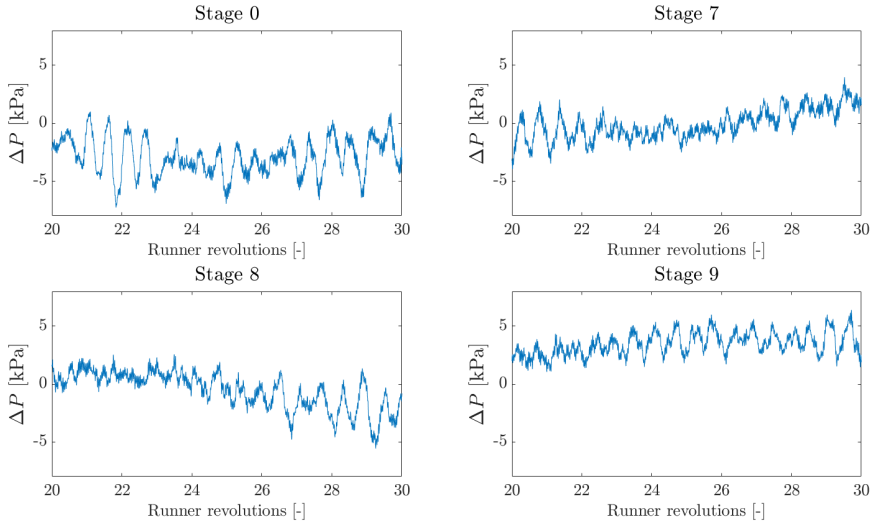 Stage 0
5
0
-5
ΔP [kPa]
20 22 24 26 28 30
Runner revolutions [-]
Stage 7
5
0
-5
ΔP [kPa]
20 22 24 26 28 30
Runner revolutions [-]
Stage 8
5
0
-5
ΔP [kPa]
20 22 24 26 28 30
Runner revolutions [-]
Stage 9
5
0
-5
ΔP [kPa]
20 22 24 26 28 30
Runner revolutions [-]